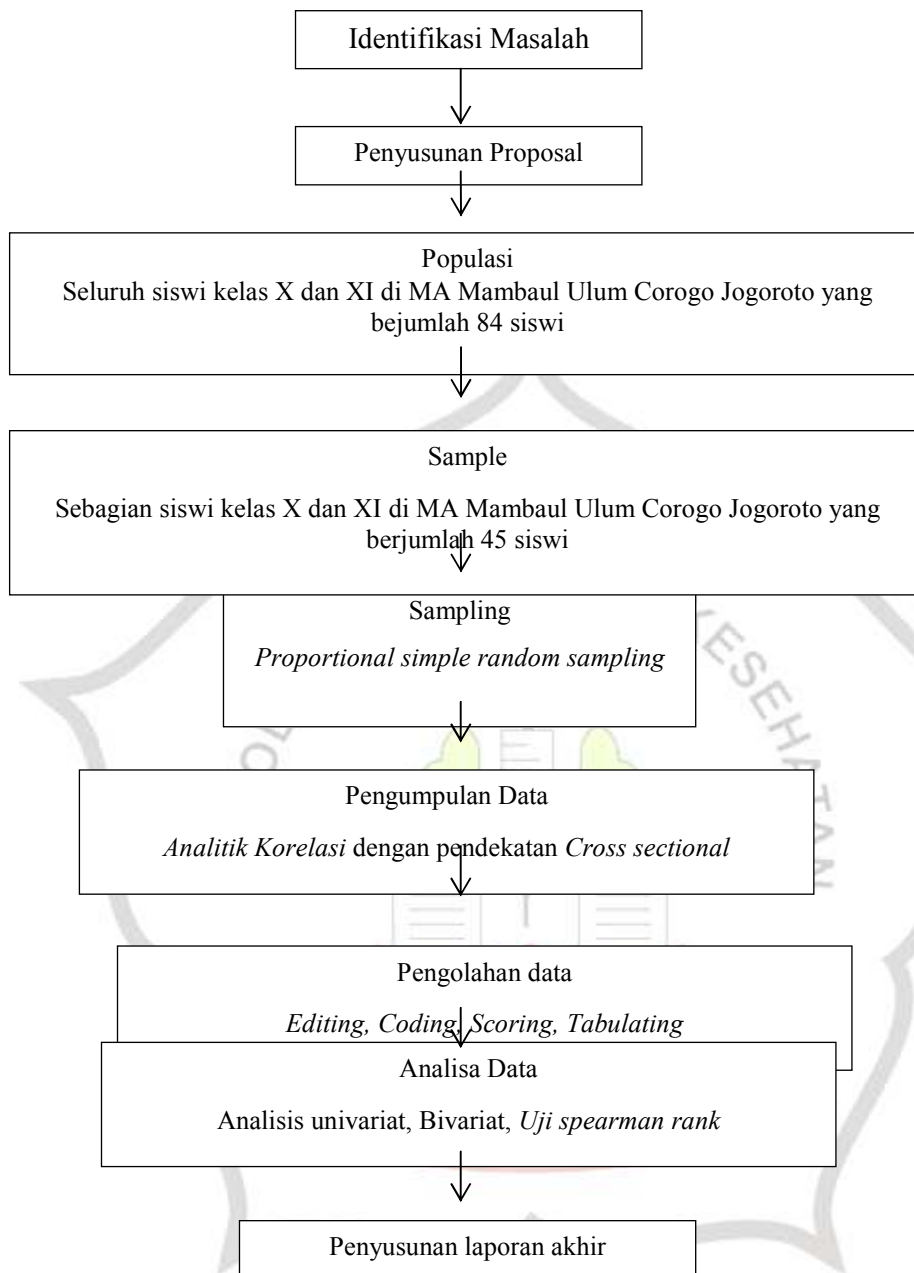 Identifikasi Masalah
Penyusunan Proposal
Populasi
Seluruh siswi kelas X dan XI di MA Mambaul Ulum Corogo Jogoroto yang
bejumlah 84 siswi
Sample
Sebagian siswi kelas X dan XI di MA Mambaul Ulum Corogo Jogoroto yang
berjumlah 45 siswi
Sampling
Proportional simple random sampling
Pengumpulan Data
Analitik Korelasi dengan pendekatan Cross sectional
Pengolahan data
Editing, Coding, Scoring, Tabulating
Analisa Data
Analisis univariat, Bivariat, Uji spearman rank
Penyusunan laporan akhir